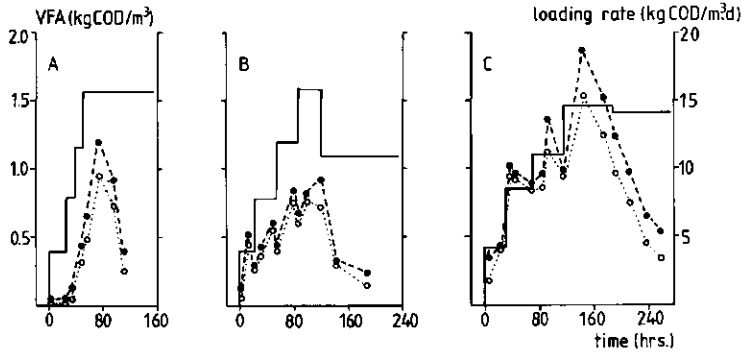 VFA (kgCOD/m³) loading rate (kgCOD/m³.d)
2.0 A B C 20
1.5 15
1.0 10
0.5 5
0 80 160 0 80 160 240 0 80 160 240
time (hrs.)